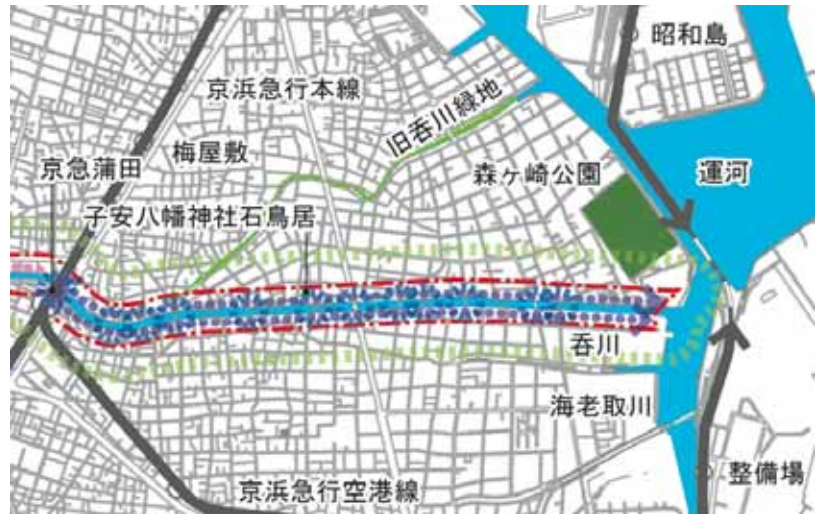 昭和島
京浜急行本線
旧呑川緑地
梅屋敷
京急蒲田
森ヶ崎公園
運河
子安八幡神社石鳥居
呑川
海老取川
京浜急行空港線
整備場